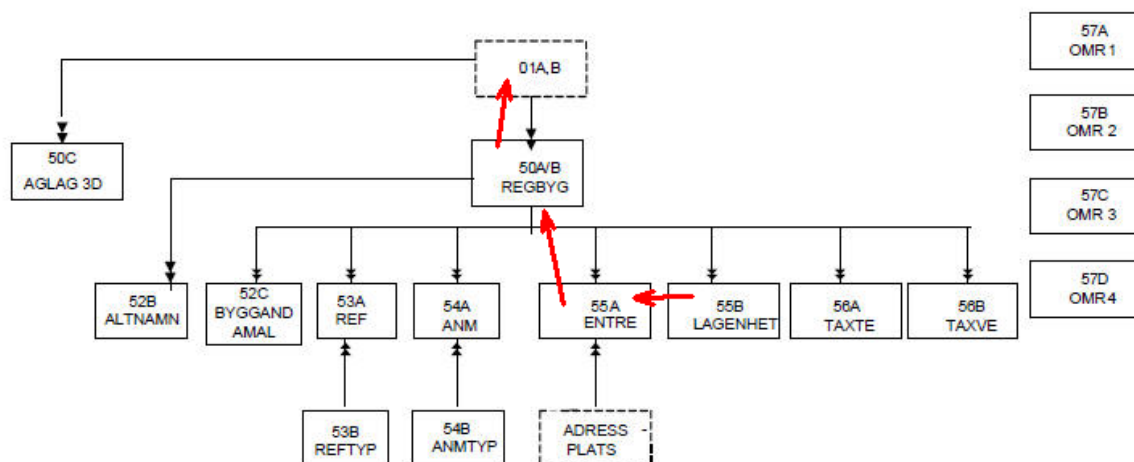 01A,B
57A
OMR 1
57B
OMR 2
57C
OMR 3
57D
OMR4
50C
AGLAG 3D
50A/B
REGBYG
52B
ALTNAMN
52C
BYGGAND
AMAL
53A
REF
54A
ANM
55A
ENTRE
55B
LAGENHET
56A
TAXTE
56B
TAXVE
53B
REFTYP
54B
ANMTYP
ADRESS -
PLATS